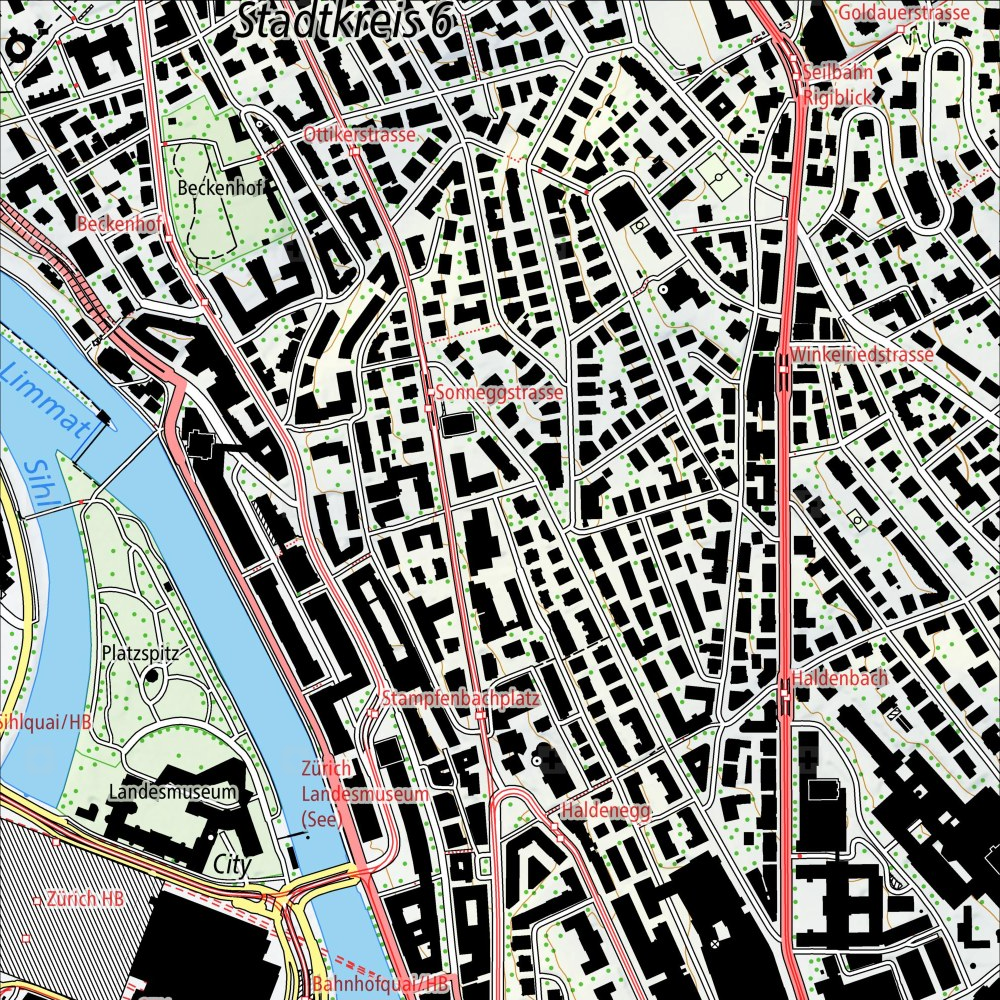 Stadtkreis 6
Goldauerstrasse
Seilbahn
Rigiblick
Ottikerstrasse
Beckenhof
Beckenhof
Winkelriedstrasse
Limmat
Sonneggstrasse
Sihl
Platzspitz
Haldenbach
Stampfenbachplatz
Sihlquai/HB
Zürich
Landesmuseum
(See)
Landesmuseum
Haldenegg
City
Zürich HB
Bahnhofquai/HB